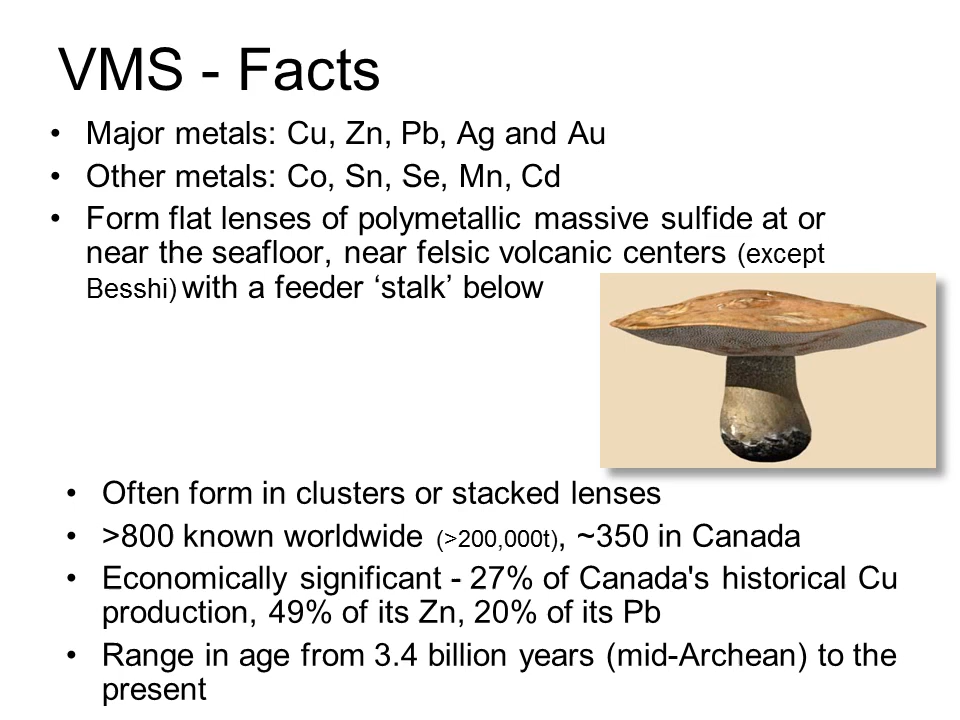 VMS - Facts
• Major metals: Cu, Zn, Pb, Ag and Au
• Other metals: Co, Sn, Se, Mn, Cd
• Form flat lenses of polymetallic massive sulfide at or
near the seafloor, near felsic volcanic centers (except
Besshi) with a feeder ‘stalk’ below
• Often form in clusters or stacked lenses
• >800 known worldwide (>200,000t), ~350 in Canada
• Economically significant - 27% of Canada's historical Cu
production, 49% of its Zn, 20% of its Pb
• Range in age from 3.4 billion years (mid-Archean) to the
present